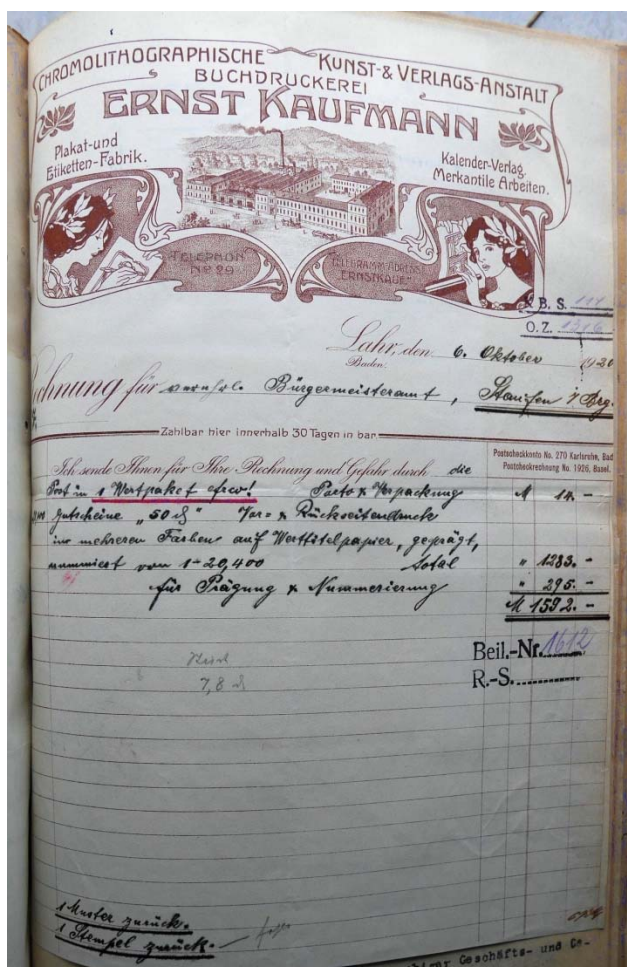 CHROMOLITHOGRAPHISCHE KUNST-& VERLAGS-ANSTALT
BUCHDRUCKEREI
ERNST KAUFMANN
Plakat-und
Etiketten-Fabrik.
Kalender-Verlag.
Merkantile Arbeiten.
TELEPHON
No 29
TELEGRAMM-ADRESSE
ERNSTKAUF
B. S. 111
O. Z.
Lahr, den 6. Oktober 1920
Baden.
Rechnung für verehrl. Bürgermeisteramt, Staufen
Zahlbar hier innerhalb 30 Tagen in bar.
Postscheckkonto No. 270 Karlsruhe, Bad
Postscheckrechnung No. 1926, Basel.
Ich sende Ihnen für Ihre Rechnung und Gefahr durch die
Post in 1 Wertpaket Porto & Verpackung M 14.-
Gutscheine „50 ₰" Vor= & Rückseitendruck
in mehreren Farben auf Werttitelpapier, geprägt,
nummeriert von 1-20,400 total " 1283.-
für Prägung & Nummerierung " 295.-
M 1592.-
Beil.-Nr. 1612
R.-S.
7,8 ₰
1 Muster zurück.
1 Stempel zurück.
Geschäfts- und Ge-